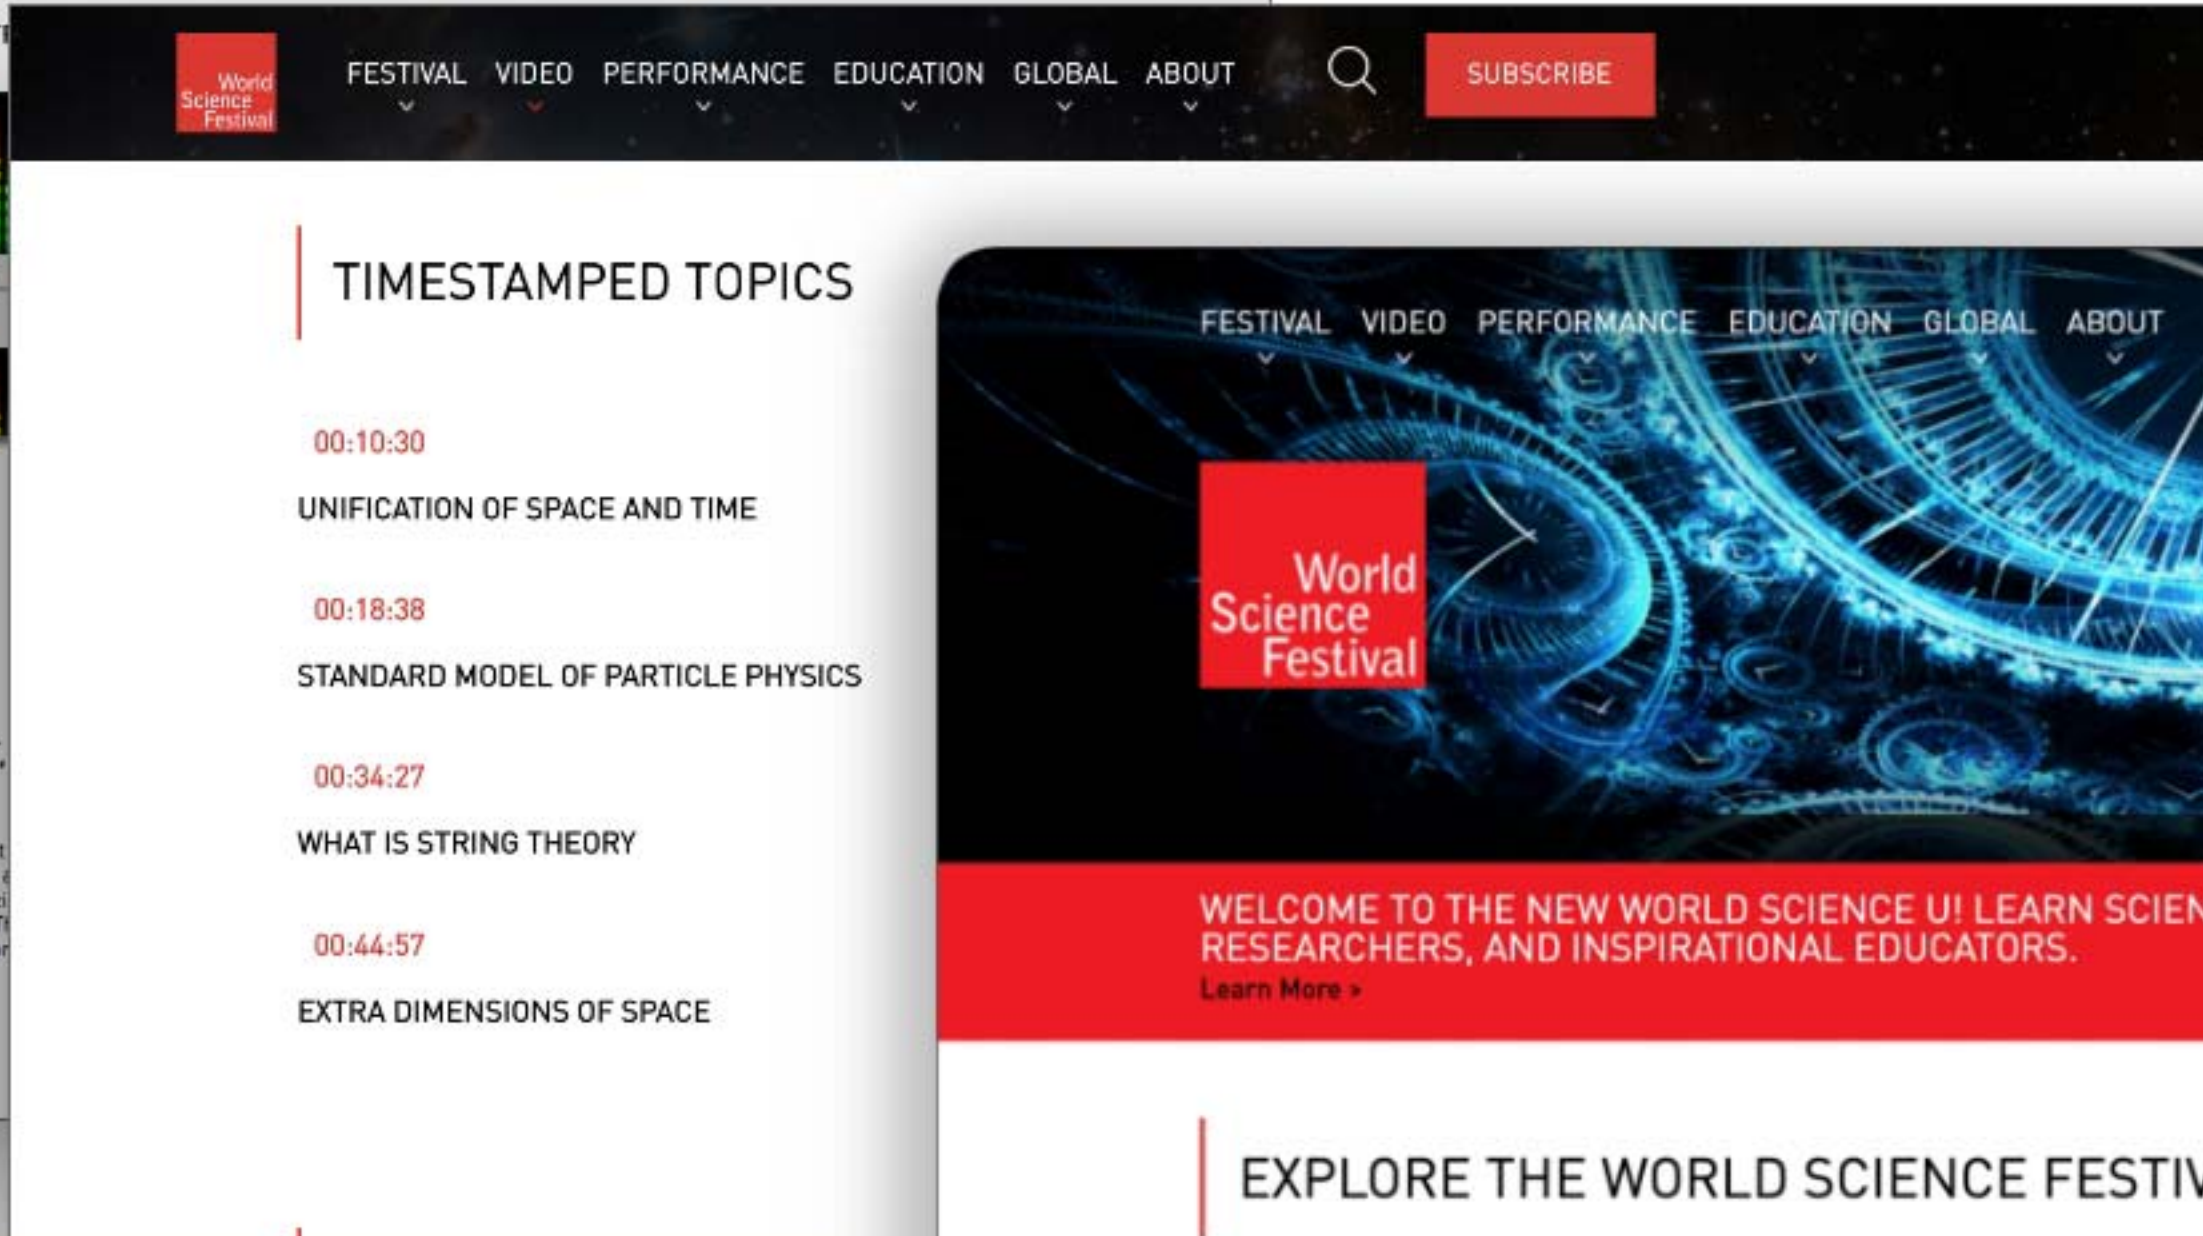 World
Science
Festival
FESTIVAL VIDEO PERFORMANCE EDUCATION GLOBAL ABOUT
SUBSCRIBE
TIMESTAMPED TOPICS
00:10:30
UNIFICATION OF SPACE AND TIME
00:18:38
STANDARD MODEL OF PARTICLE PHYSICS
00:34:27
WHAT IS STRING THEORY
00:44:57
EXTRA DIMENSIONS OF SPACE
FESTIVAL VIDEO PERFORMANCE EDUCATION GLOBAL ABOUT
World
Science
Festival
WELCOME TO THE NEW WORLD SCIENCE U! LEARN SCIEN
RESEARCHERS, AND INSPIRATIONAL EDUCATORS.
Learn More »
EXPLORE THE WORLD SCIENCE FESTIV